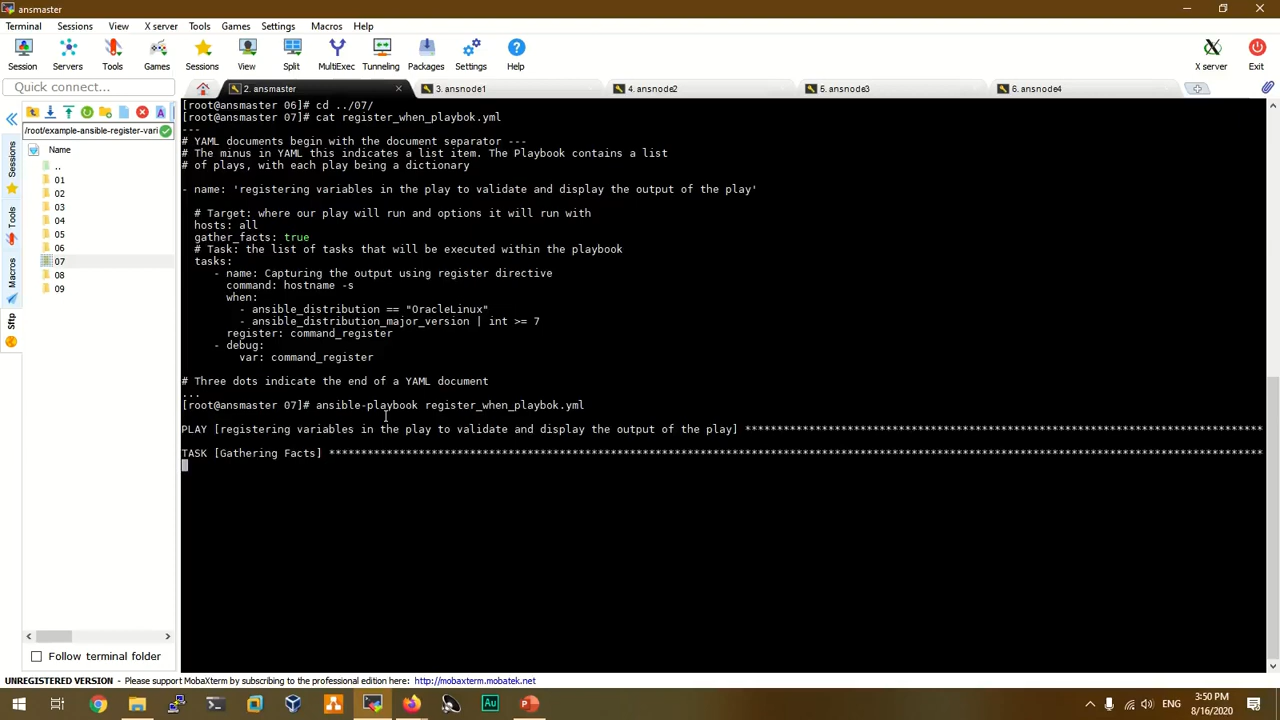 ansmaster
Terminal Sessions View X server Tools Games Settings Macros Help
Session Servers Tools Games Sessions View Split MultiExec Tunneling Packages Settings Help X server Exit
Quick connect...
2. ansmaster
3. ansnode1
4. ansnode2
5. ansnode3
6. ansnode4
/root/example-ansible-register-vari
Name
..
01
02
03
04
05
06
07
08
09
Sessions
Tools
Macros
Sftp
[root@ansmaster 06]# cd ../07/
[root@ansmaster 07]# cat register_when_playbok.yml
---
# YAML documents begin with the document separator ---
# The minus in YAML this indicates a list item. The Playbook contains a list
# of plays, with each play being a dictionary
- name: 'registering variables in the play to validate and display the output of the play'
# Target: where our play will run and options it will run with
hosts: all
gather_facts: true
# Task: the list of tasks that will be executed within the playbook
tasks:
- name: Capturing the output using register directive
command: hostname -s
when:
- ansible_distribution == "OracleLinux"
- ansible_distribution_major_version | int >= 7
register: command_register
- debug:
var: command_register
# Three dots indicate the end of a YAML document
...
[root@ansmaster 07]# ansible-playbook register_when_playbok.yml
PLAY [registering variables in the play to validate and display the output of the play] *********************************************************************************
TASK [Gathering Facts] *********************************************************************************************************************************************
Follow terminal folder
UNREGISTERED VERSION - Please support MobaXterm by subscribing to the professional edition here: http://mobaxterm.mobatek.net
Au
ENG
3:50 PM
8/16/2020